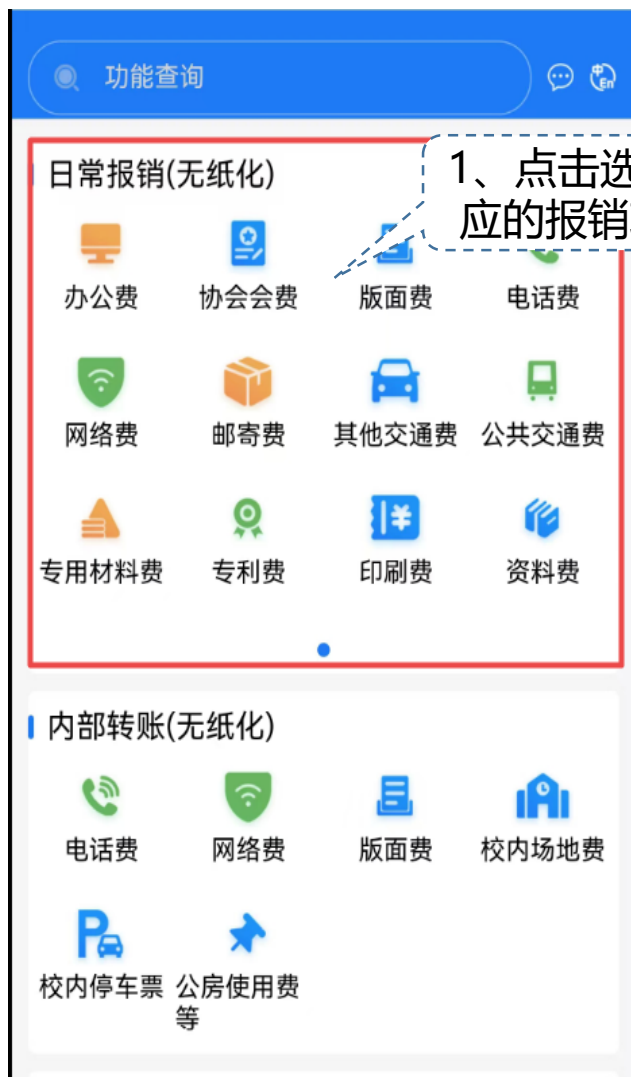 功能查询
日常报销(无纸化)
1、点击选
应的报销
办公费 协会会费 版面费 电话费
网络费 邮寄费 其他交通费 公共交通费
专用材料费 专利费 印刷费 资料费
内部转账(无纸化)
电话费 网络费 版面费 校内场地费
校内停车票 公房使用费
等